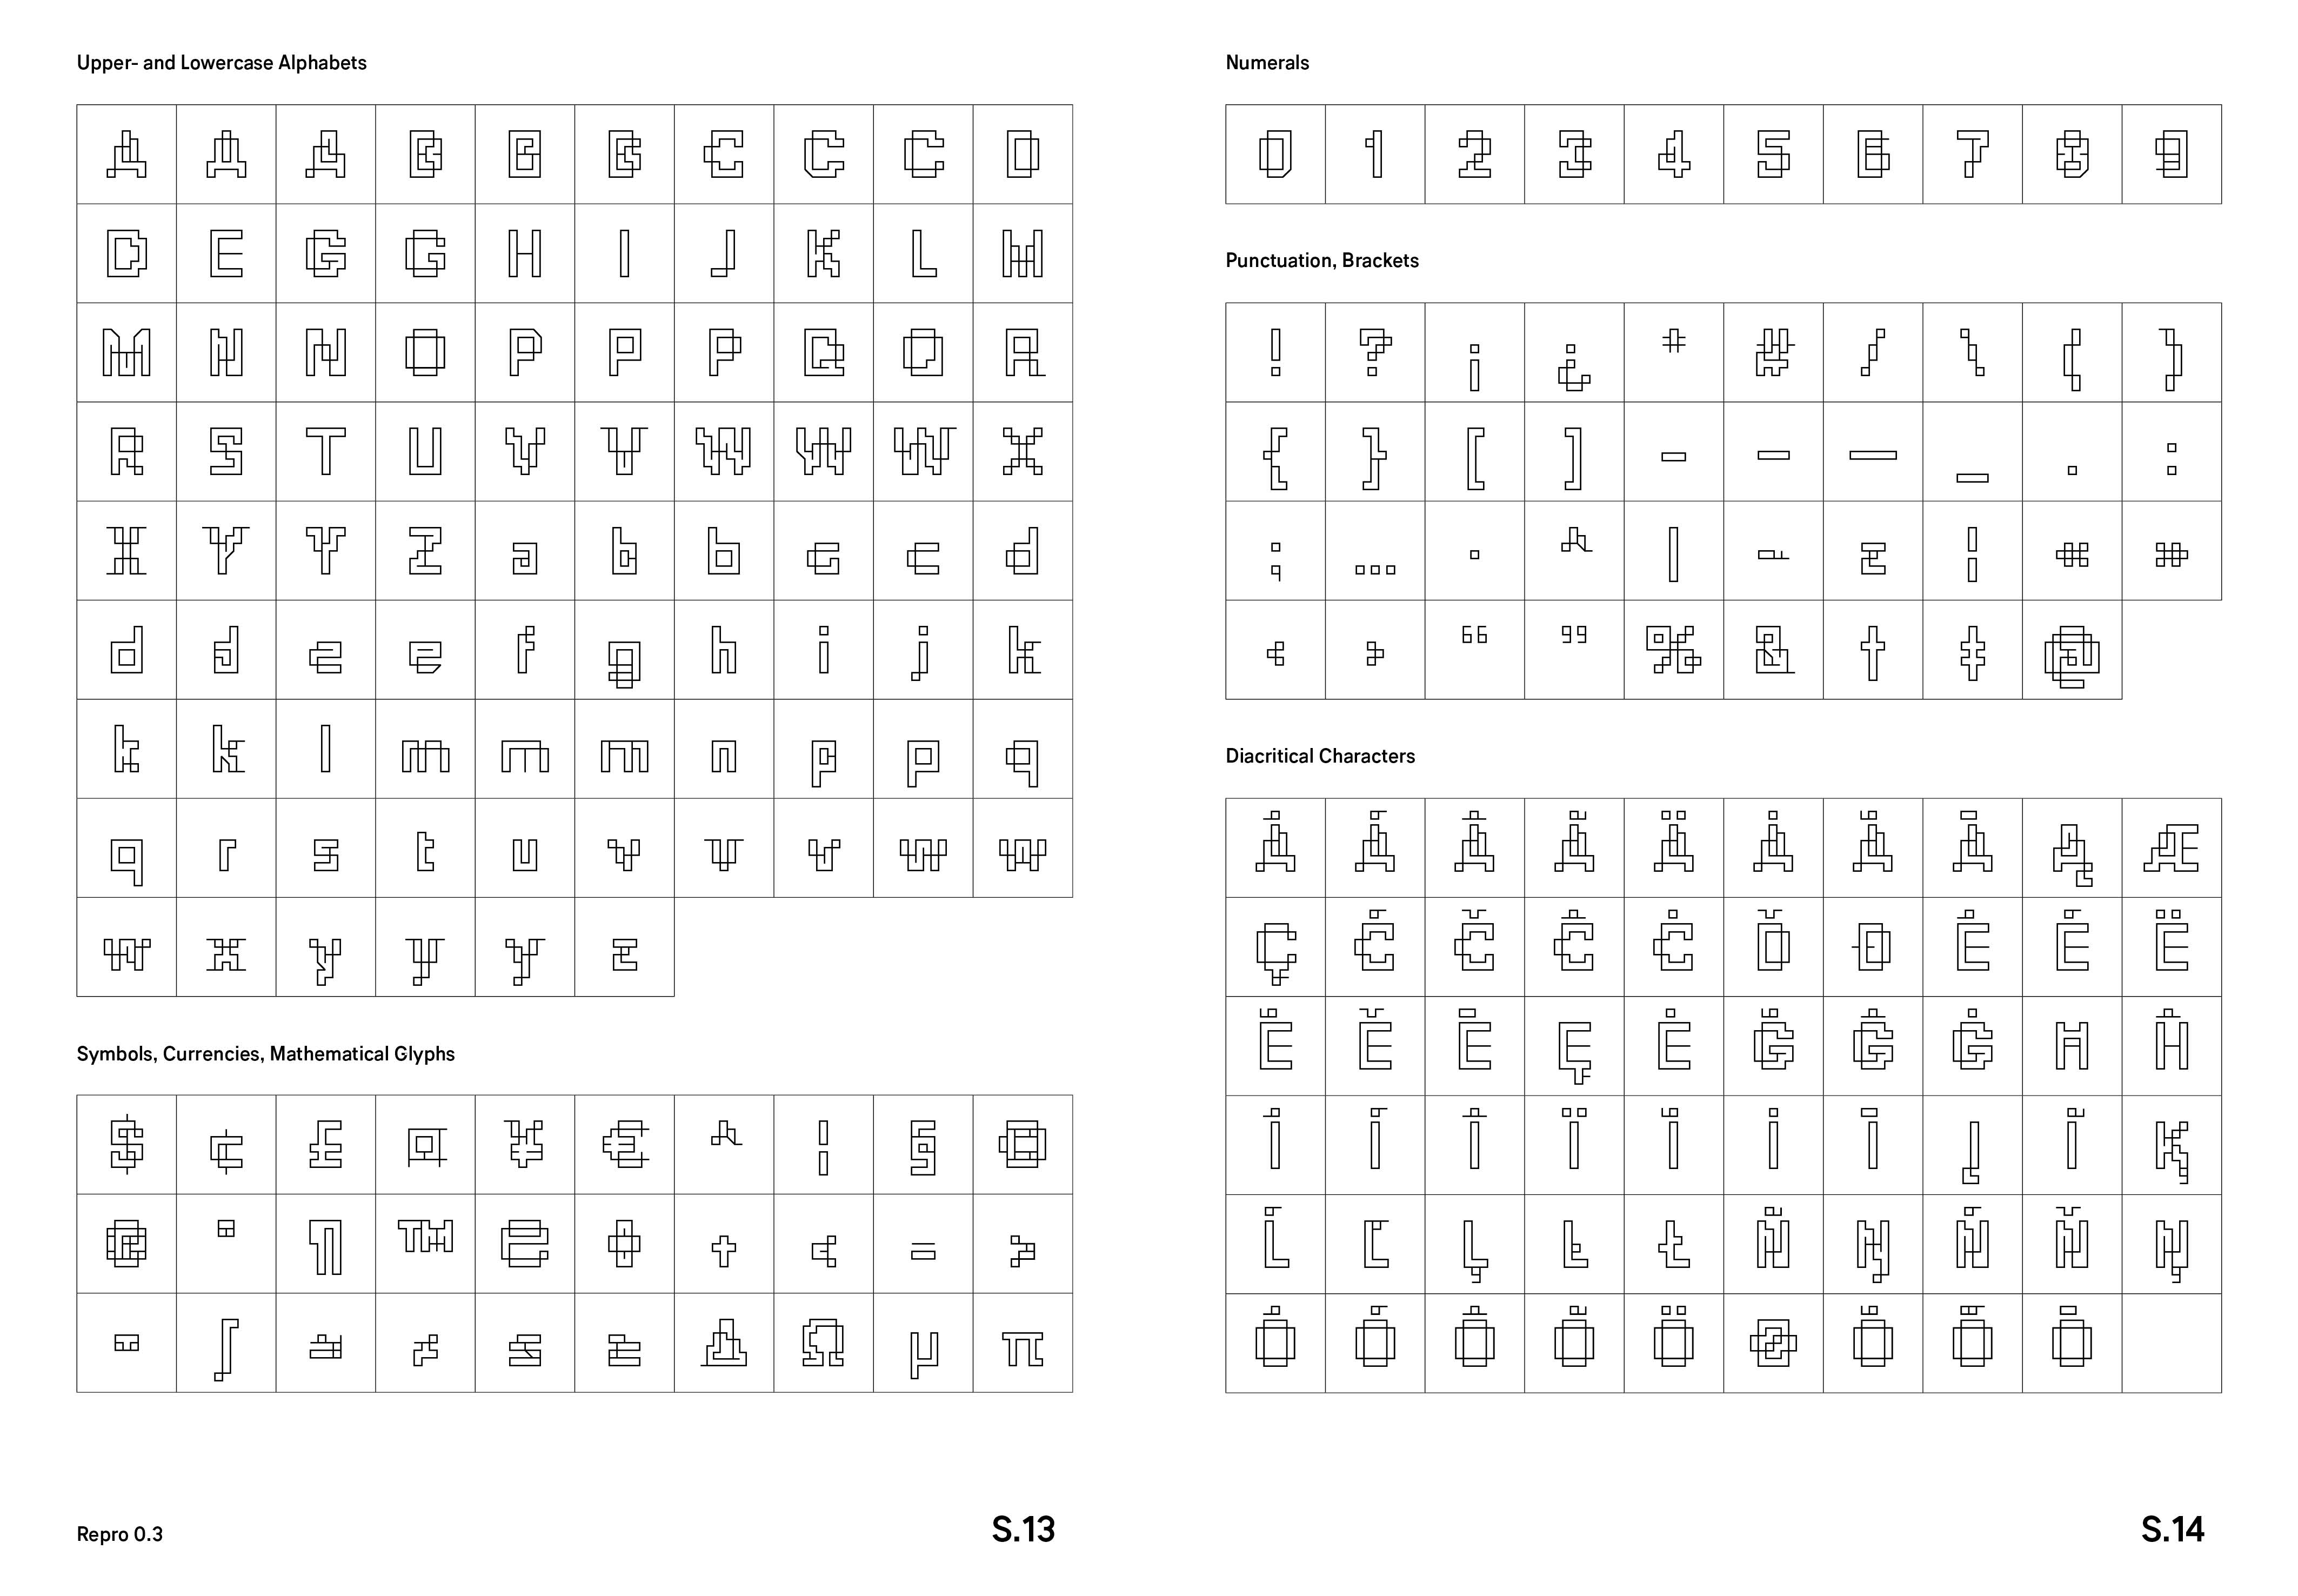 Upper- and Lowercase Alphabets
A A A B B B C C C D
D E G G H I J K L M
M N N O P P P Q Q R
R S T U V V W W W X
X Y Y Z a b b c c d
d d e e f g h i j k
k k l m m m n p p q
q r s t u v v v w w
w x y y y z
Symbols, Currencies, Mathematical Glyphs
$ ¢ £ ¤ ¥ € ^ ¦ § ©
® ° ¶ ™ + < = >
¬ ∫ ≤ ≥ Δ Ω µ π
Repro 0.3
S.13
Numerals
0 1 2 3 4 5 6 7 8 9
Punctuation, Brackets
! ? ¡ ¿ * # / \ ( )
{ } [ ] - – — _ . :
; … · ^ | ¦ « »
‹ › “ ” % & † ‡ @
Diacritical Characters
À Á Â Ã Ä Å Ă Ā Ą Æ
Ç Ć Č Ĉ Ċ Ď Đ È É Ë
Ĕ Ě Ē Ę Ė Ğ Ĝ Ġ Ħ Ĥ
Ì Í Î Ï Ĭ İ Ī Į Ĩ Ķ
Ĺ Ļ Ŀ Ł Ñ Ň Ņ
Ò Ó Ô Õ Ö Ø Ŏ Ő Ō
S.14